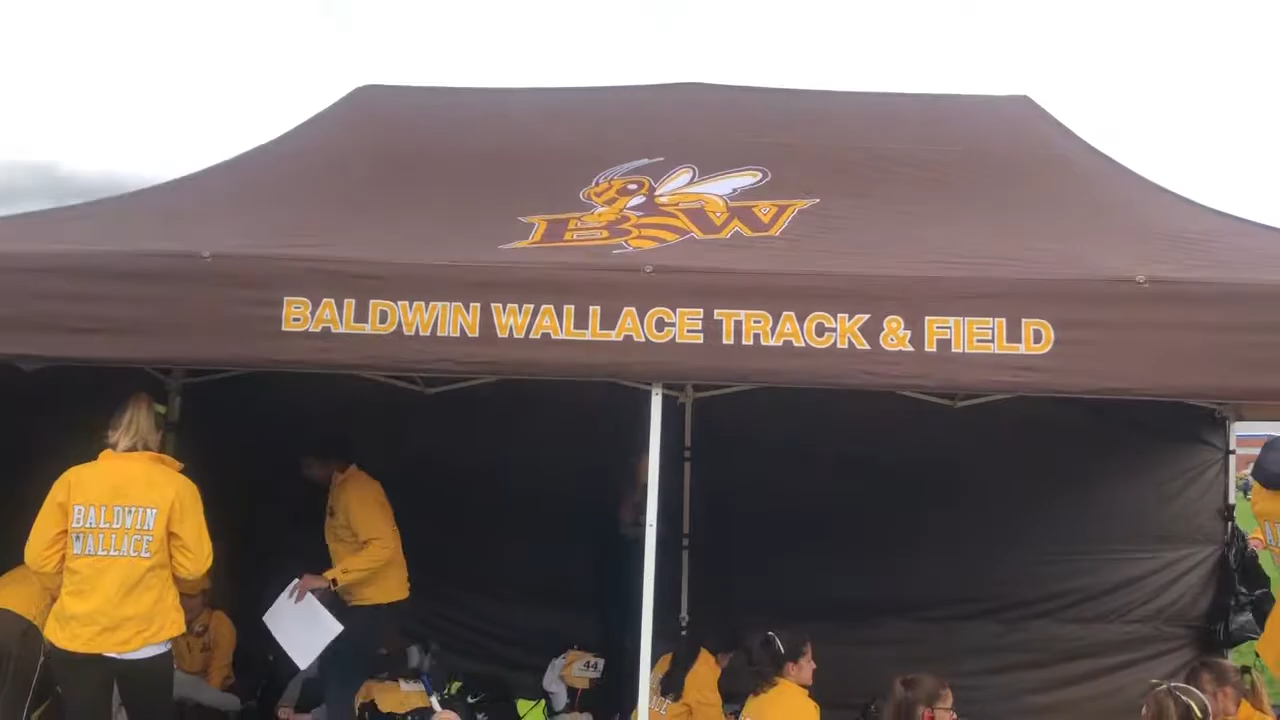 BW
BALDWIN WALLACE TRACK & FIELD
BALDWIN
WALLACE
44